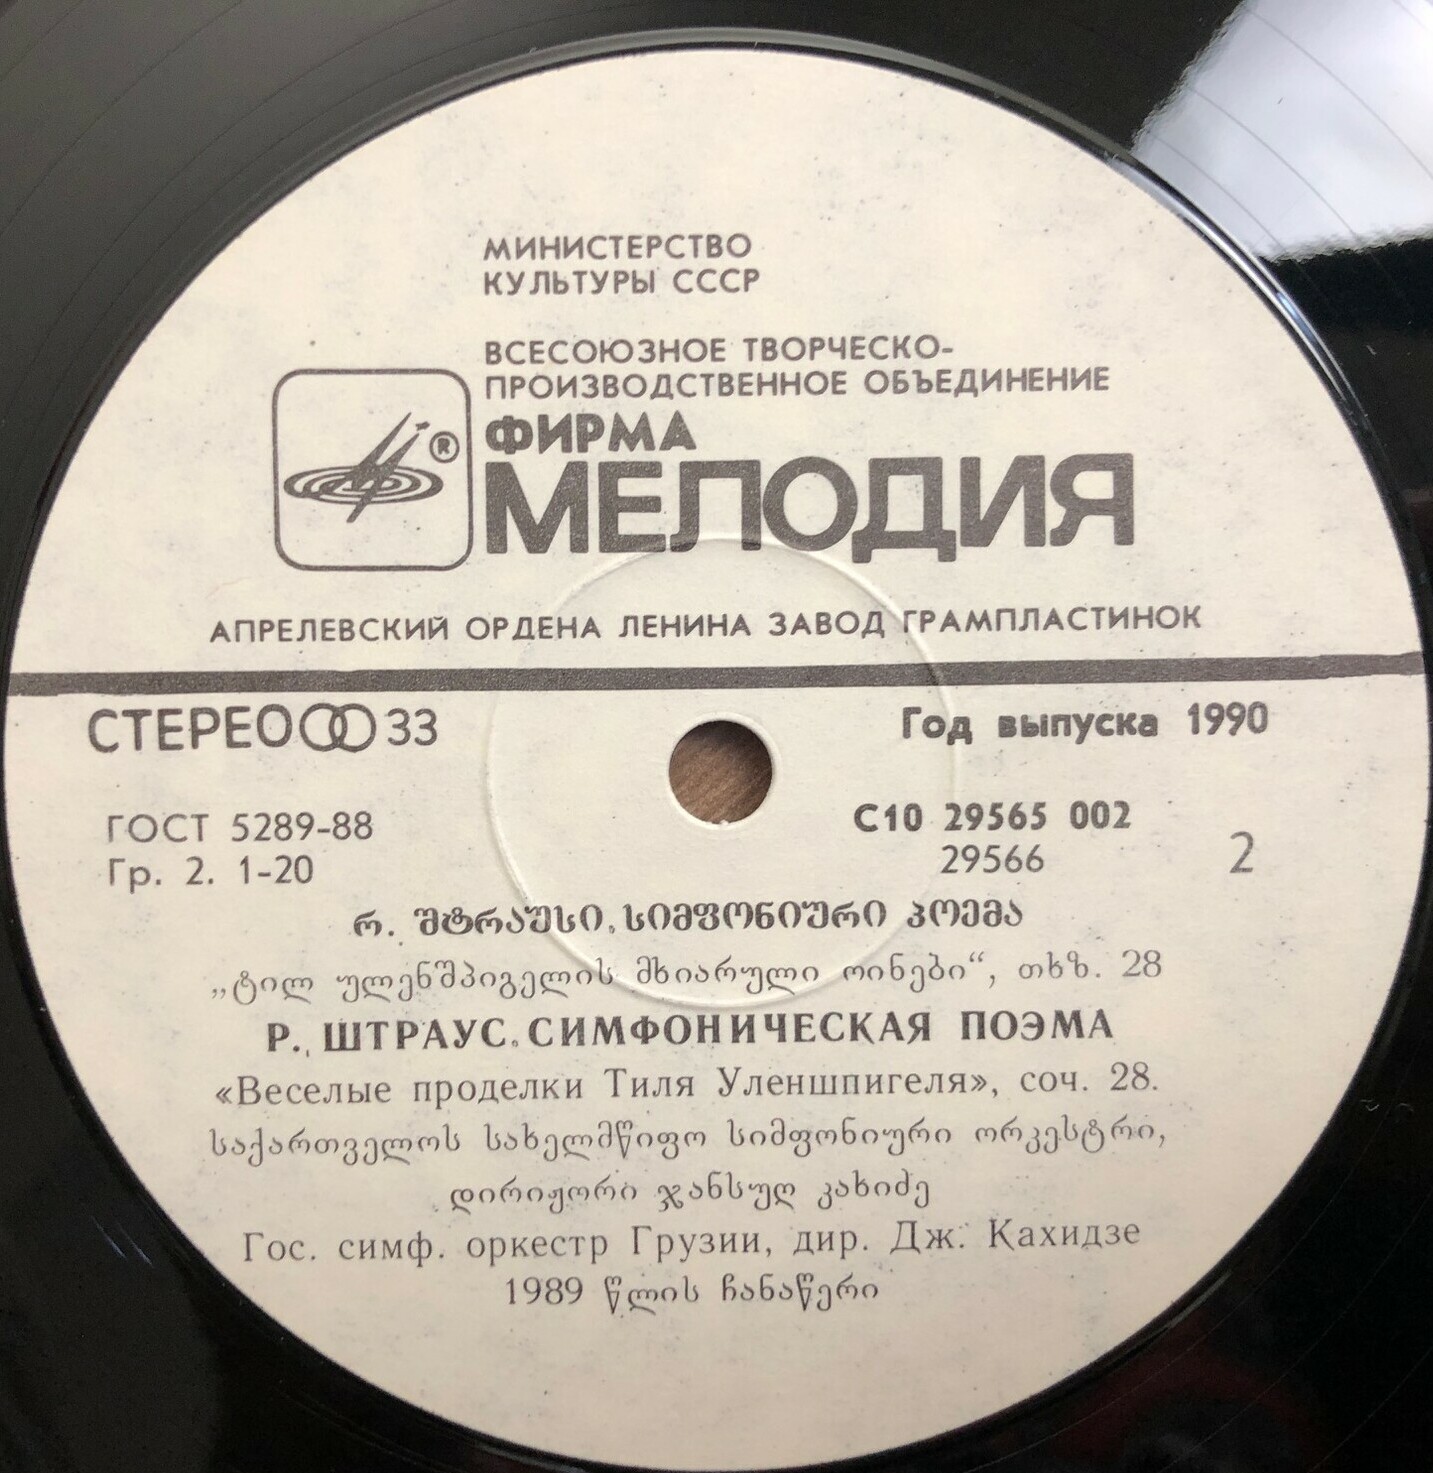 МИНИСТЕРСТВО
КУЛЬТУРЫ СССР
ВСЕСОЮЗНОЕ ТВОРЧЕСКО-
ПРОИЗВОДСТВЕННОЕ ОБЪЕДИНЕНИЕ
®
ФИРМА
МЕЛОДИЯ
АПРЕЛЕВСКИЙ ОРДЕНА ЛЕНИНА ЗАВОД ГРАМПЛАСТИНОК
СТЕРЕО 33
Год выпуска 1990
ГОСТ 5289-88
Гр. 2. 1-20
С10 29565 002
29566
2
რ. შტრაუსი. სიმფონიური პოემა
„ტილ ულენშპიგელის მხიარული ოინები“, თხზ. 28
Р. ШТРАУС. СИМФОНИЧЕСКАЯ ПОЭМА
«Веселые проделки Тиля Уленшпигеля», соч. 28.
საქართველოს სახელმწიფო სიმფონიური ორკესტრი,
დირიჟორი ჯანსუღ კახიძე
Гос. симф. оркестр Грузии, дир. Дж. Кахидзе
1989 წლის ჩანაწერი